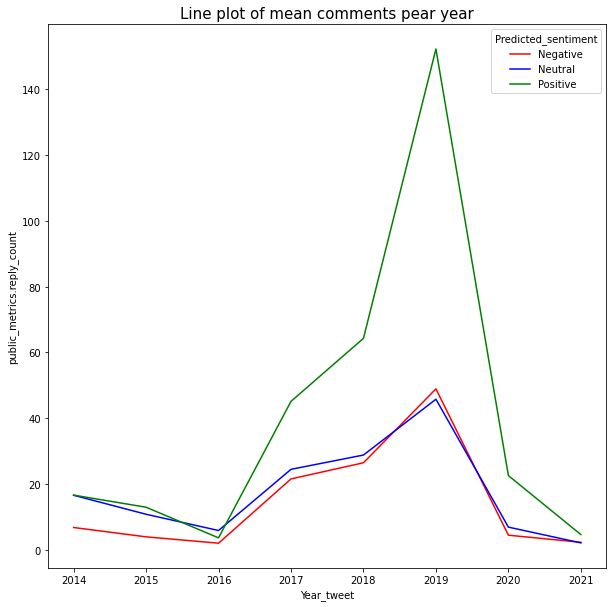 Line plot of mean comments pear year
Predicted_sentiment
Negative
Neutral
Positive
public_metrics.reply_count
140
120
100
80
60
40
20
0
2014 2015 2016 2017 2018 2019 2020 2021
Year_tweet